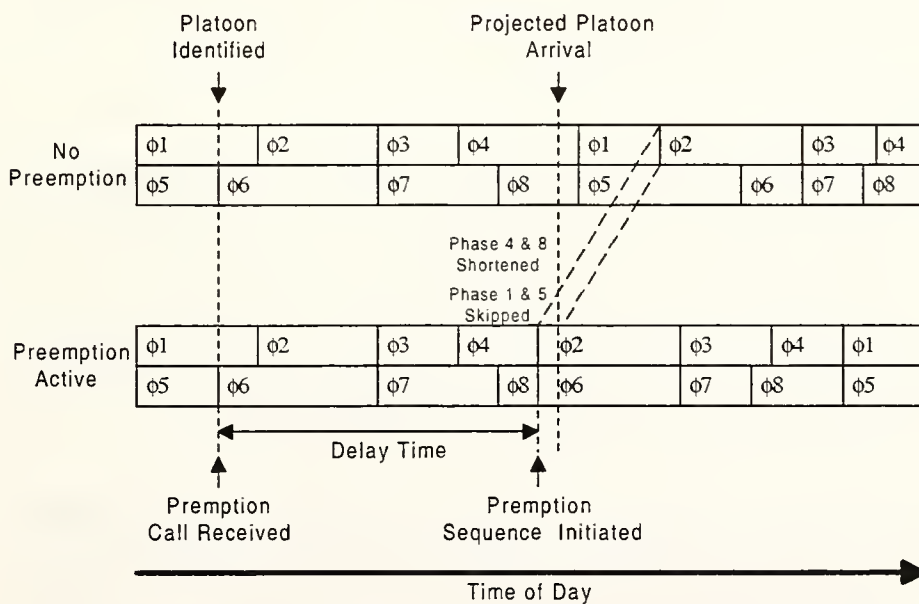 Platoon
Identified
Projected Platoon
Arrival
No
Preemption
ϕ1 ϕ2 ϕ3 ϕ4 ϕ1 ϕ2 ϕ3 ϕ4
ϕ5 ϕ6 ϕ7 ϕ8 ϕ5 ϕ6 ϕ7 ϕ8
Phase 4 & 8
Shortened
Phase 1 & 5
Skipped
Preemption
Active
ϕ1 ϕ2 ϕ3 ϕ4 ϕ2 ϕ3 ϕ4 ϕ1
ϕ5 ϕ6 ϕ7 ϕ8 ϕ6 ϕ7 ϕ8 ϕ5
Delay Time
Premption
Call Received
Premption
Sequence Initiated
Time of Day